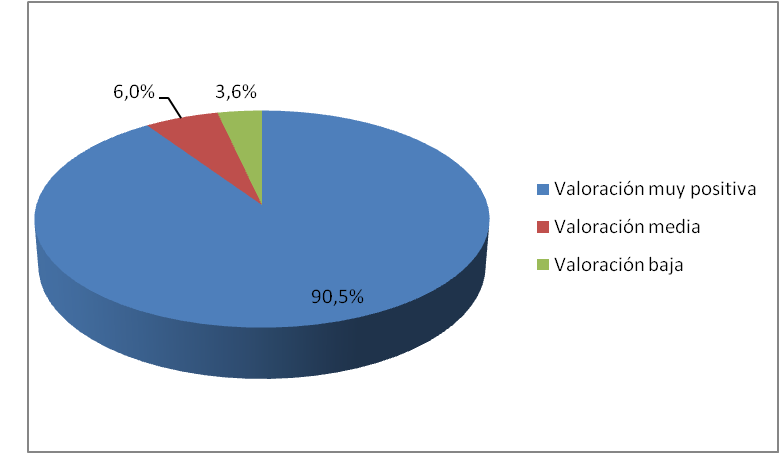 6,0%
3,6%
90,5%
Valoración muy positiva
Valoración media
Valoración baja